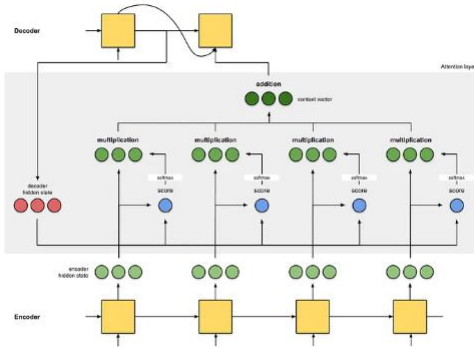 Decoder
Attention layer
addition
context vector
multiplication
multiplication
multiplication
multiplication
softmax
softmax
softmax
softmax
score
score
score
score
decoder
hidden state
encoder
hidden state
Encoder